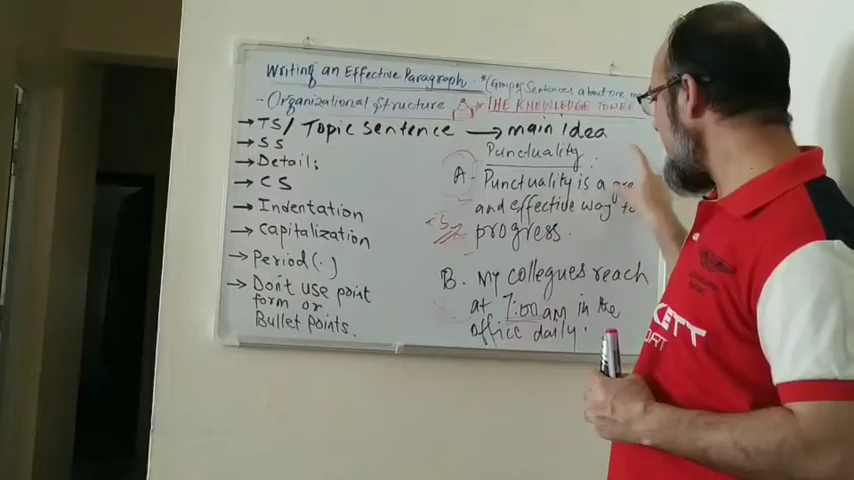 Writing an Effective Paragraph *(Group of Sentences about one
- Organizational Structure THE KNOWLEDGE TOWER
→ TS/ Topic Sentence → main idea
→ SS
→ Detail:
→ CS
→ Indentation
→ Capitalization
→ Period (.)
→ Don't use point
form or
Bullet points.
Punctuality
A. Punctuality is a
and effective way to
progress.
B. My collegues reach
at 7:00 am in the
office daily.
KETT